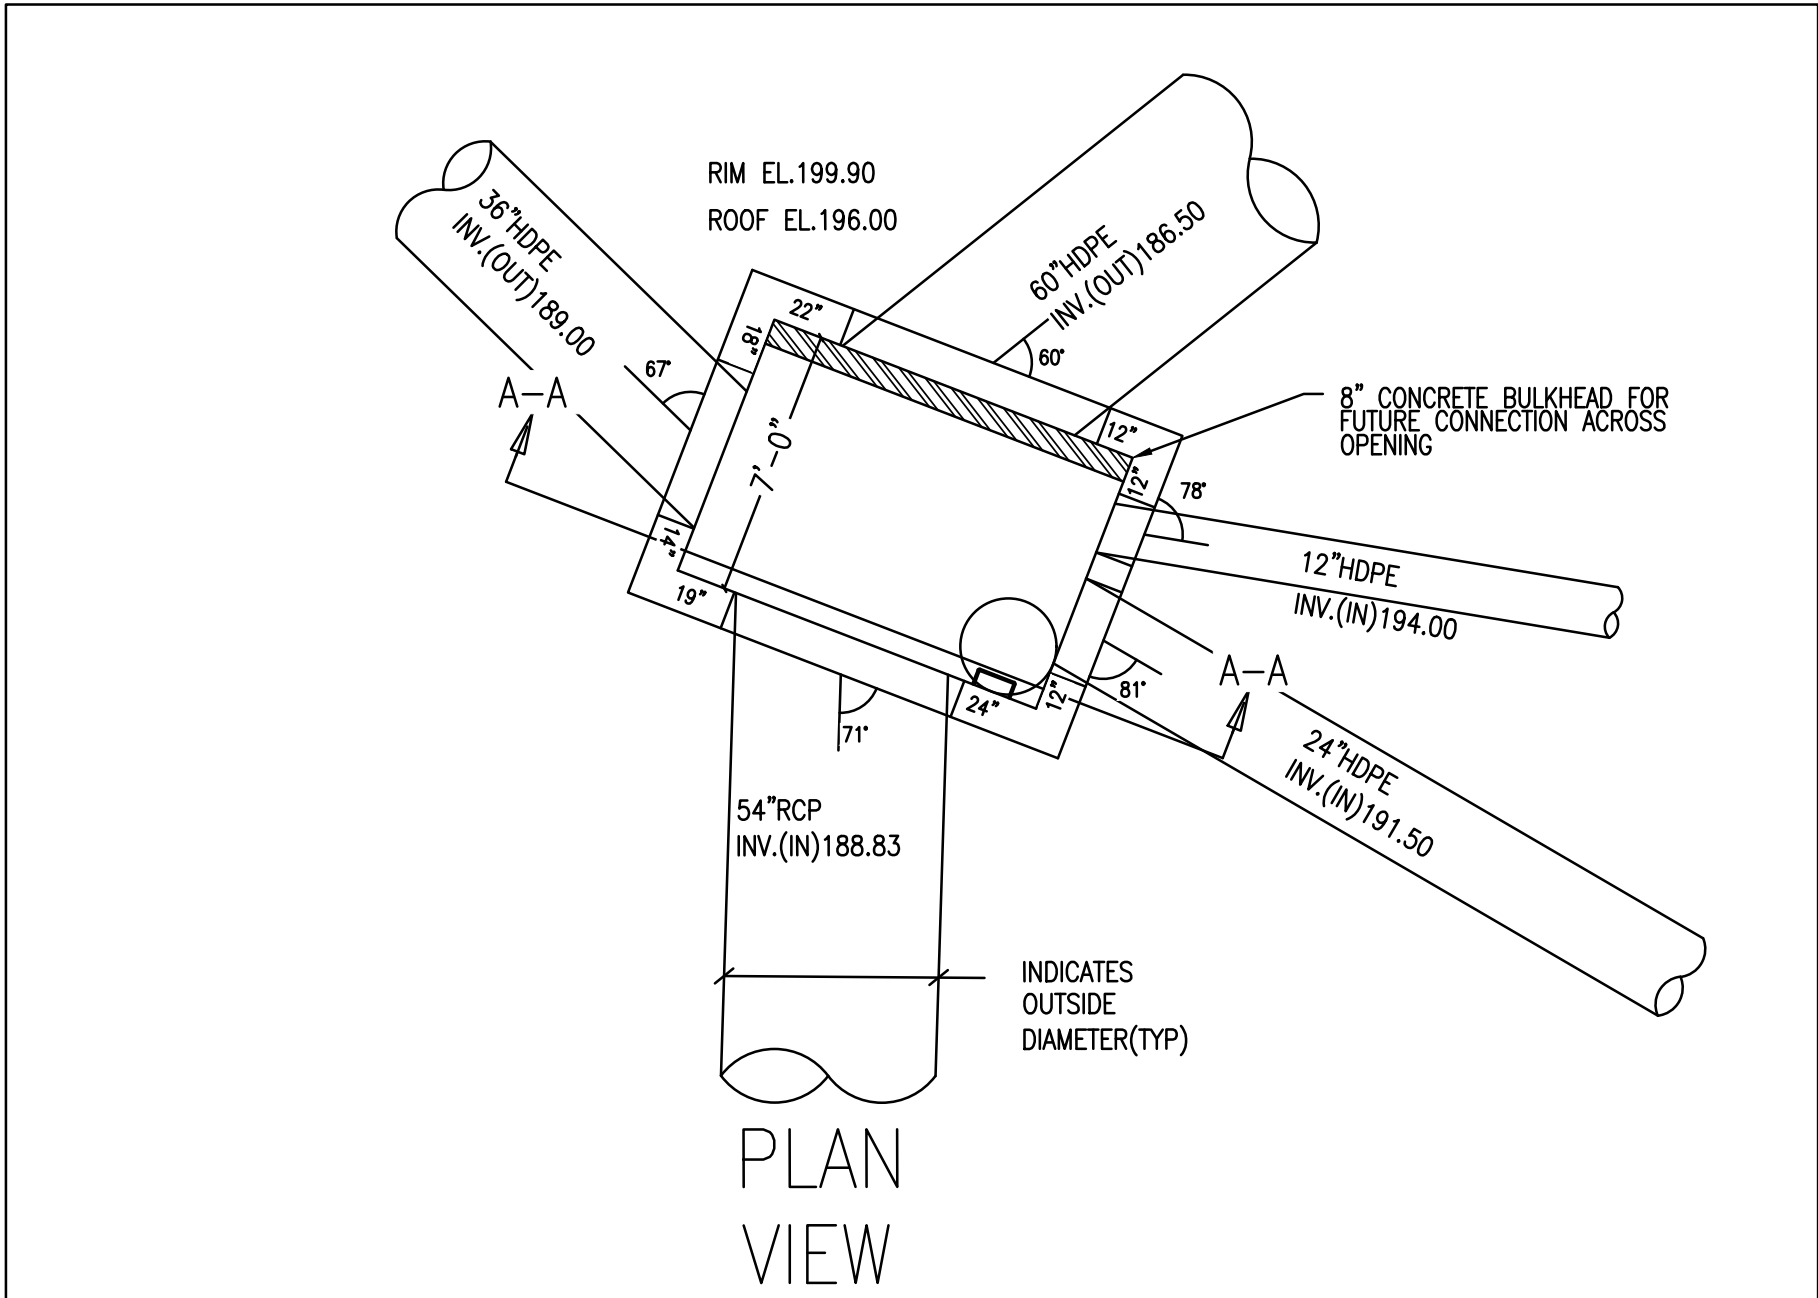 RIM EL.199.90
ROOF EL.196.00
36"HDPE
INV.(OUT)189.00
60"HDPE
INV.(OUT)186.50
22"
18"
67°
60°
A-A
7'-0"
12"
12"
8" CONCRETE BULKHEAD FOR
FUTURE CONNECTION ACROSS
OPENING
78°
14"
19"
12"HDPE
INV.(IN)194.00
A-A
81°
12"
24"
71°
24"HDPE
INV.(IN)191.50
54"RCP
INV.(IN)188.83
INDICATES
OUTSIDE
DIAMETER(TYP)
PLAN
VIEW